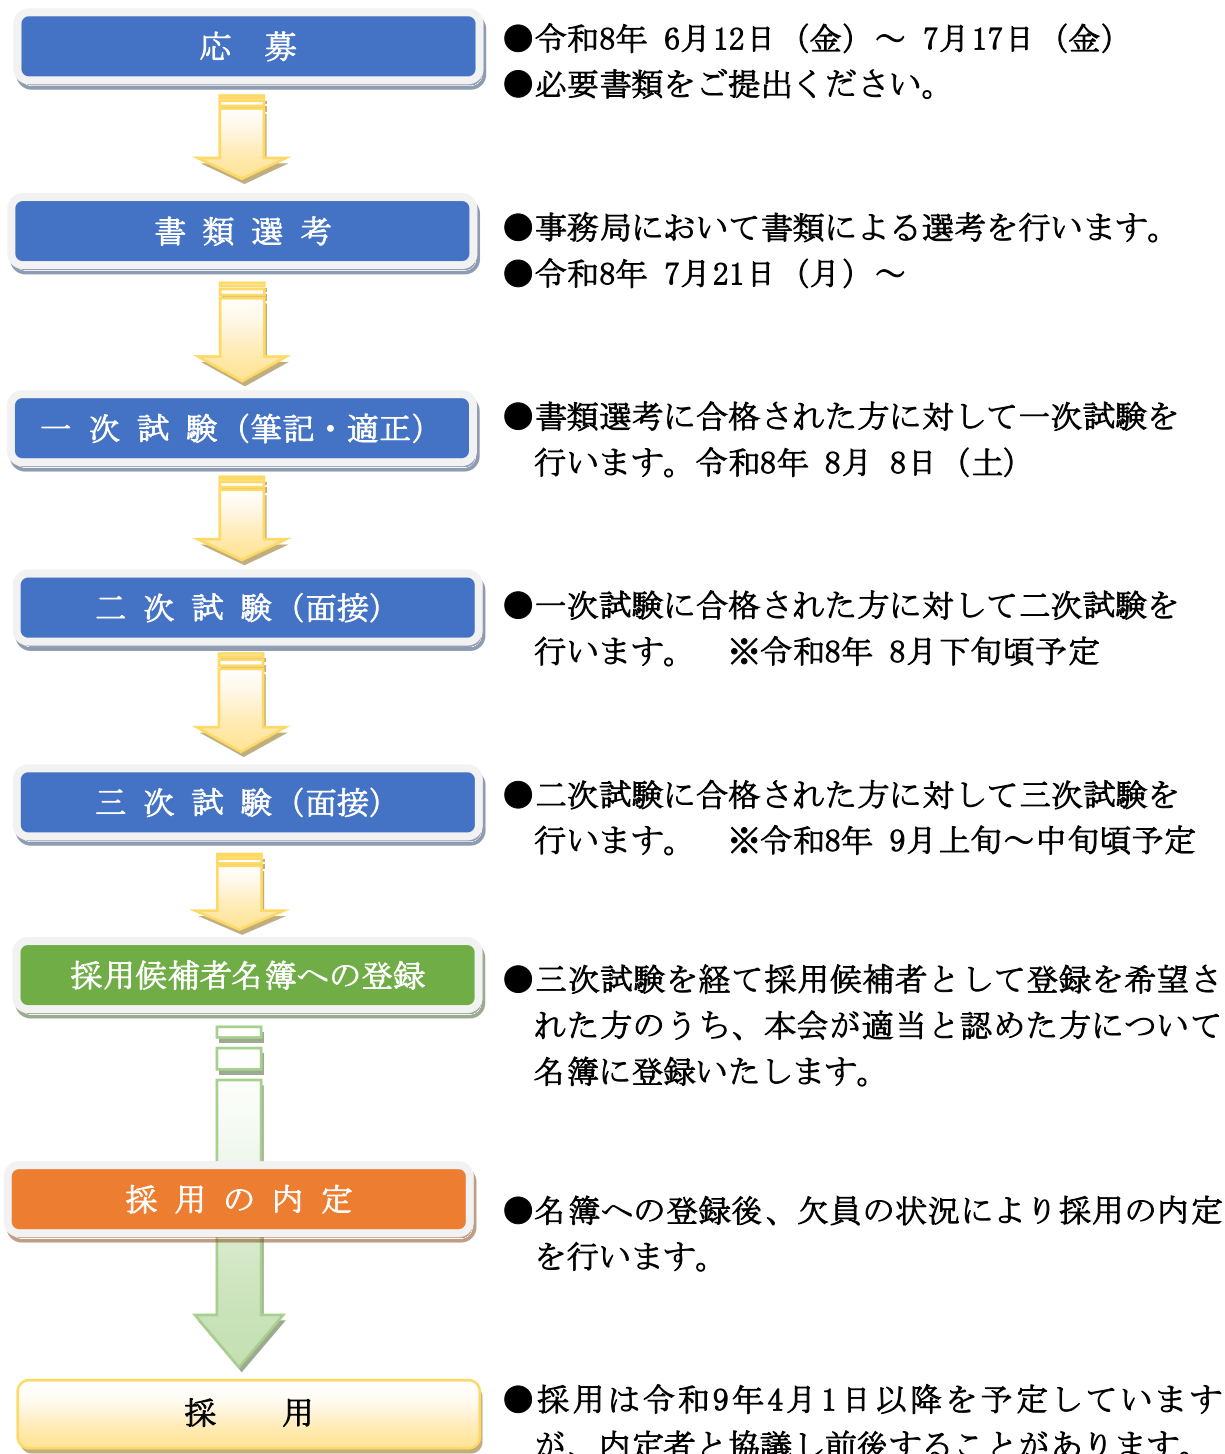 応　募
●令和8年 6月12日（金）～ 7月17日（金）
●必要書類をご提出ください。
書 類 選 考
●事務局において書類による選考を行います。
●令和8年 7月21日（月）～
一 次 試 験（筆記・適正）
●書類選考に合格された方に対して一次試験を
行います。令和8年 8月 8日（土）
二 次 試 験（面接）
●一次試験に合格された方に対して二次試験を
行います。　※令和8年 8月下旬頃予定
三 次 試 験（面接）
●二次試験に合格された方に対して三次試験を
行います。　※令和8年 9月上旬～中旬頃予定
採用候補者名簿への登録
●三次試験を経て採用候補者として登録を希望さ
れた方のうち、本会が適当と認めた方について
名簿に登録いたします。
採 用 の 内 定
●名簿への登録後、欠員の状況により採用の内定
を行います。
採　　用
●採用は令和9年4月1日以降を予定しています
が、内定者と協議し前後することがあります。